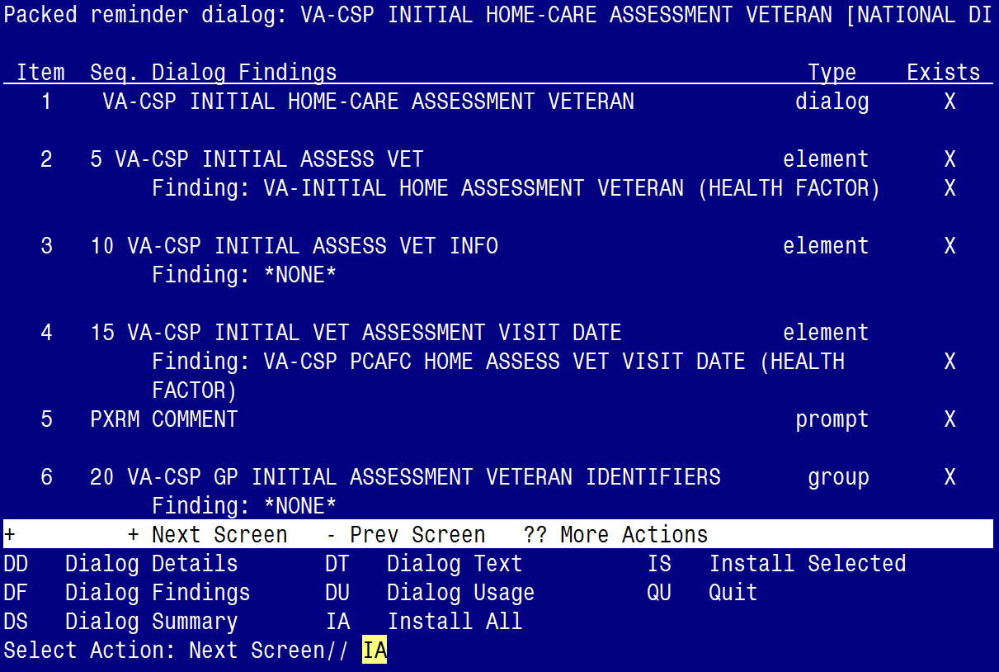 Packed reminder dialog: VA-CSP INITIAL HOME-CARE ASSESSMENT VETERAN [NATIONAL DI
Item Seq. Dialog Findings Type Exists
1 VA-CSP INITIAL HOME-CARE ASSESSMENT VETERAN dialog X
2 5 VA-CSP INITIAL ASSESS VET element X
Finding: VA-INITIAL HOME ASSESSMENT VETERAN (HEALTH FACTOR) X
3 10 VA-CSP INITIAL ASSESS VET INFO element X
Finding: *NONE*
4 15 VA-CSP INITIAL VET ASSESSMENT VISIT DATE element
Finding: VA-CSP PCAFC HOME ASSESS VET VISIT DATE (HEALTH X
FACTOR)
5 PXRM COMMENT prompt X
6 20 VA-CSP GP INITIAL ASSESSMENT VETERAN IDENTIFIERS group X
Finding: *NONE*
+ + Next Screen - Prev Screen ?? More Actions
DD Dialog Details DT Dialog Text IS Install Selected
DF Dialog Findings DU Dialog Usage QU Quit
DS Dialog Summary IA Install All
Select Action: Next Screen// IA